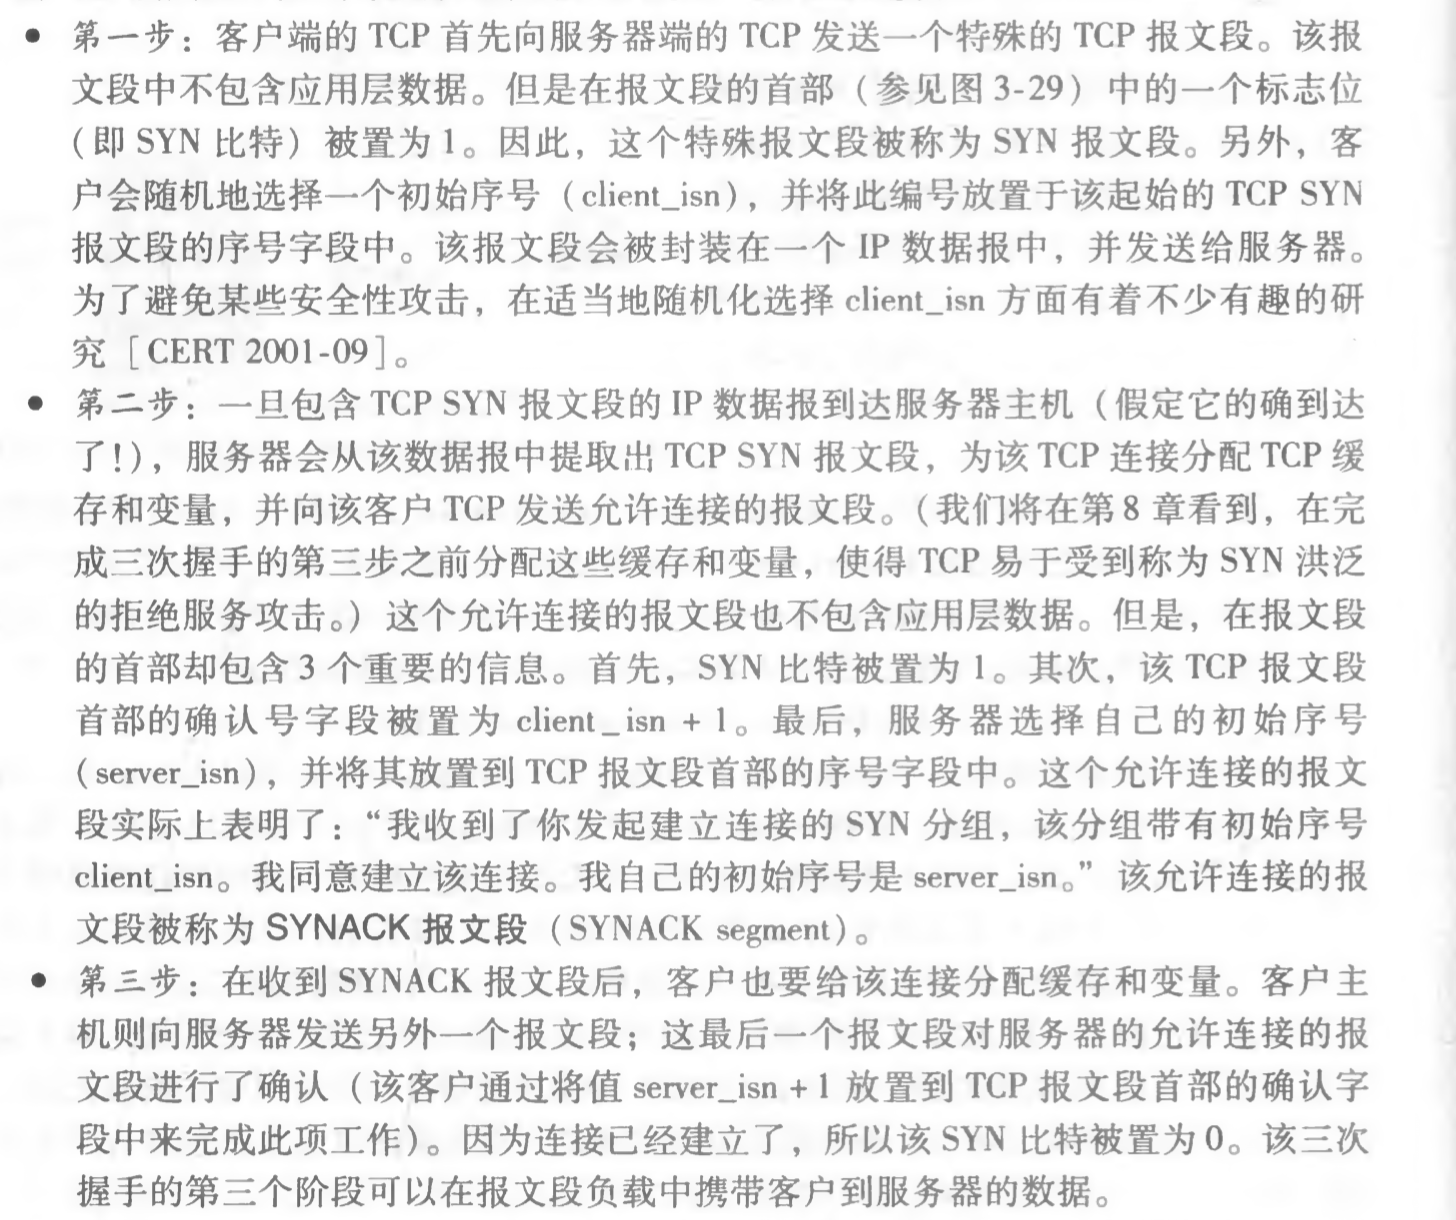 • 第一步：客户端的 TCP 首先向服务器端的 TCP 发送一个特殊的 TCP 报文段。该报
文段中不包含应用层数据。但是在报文段的首部（参见图 3-29）中的一个标志位
（即 SYN 比特）被置为 1。因此，这个特殊报文段被称为 SYN 报文段。另外，客
户会随机地选择一个初始序号（client_isn），并将此编号放置于该起始的 TCP SYN
报文段的序号字段中。该报文段会被封装在一个 IP 数据报中，并发送给服务器。
为了避免某些安全性攻击，在适当地随机化选择 client_isn 方面有着不少有趣的研
究［CERT 2001-09］。
• 第二步：一旦包含 TCP SYN 报文段的 IP 数据报到达服务器主机（假定它的确到达
了!），服务器会从该数据报中提取出 TCP SYN 报文段，为该 TCP 连接分配 TCP 缓
存和变量，并向该客户 TCP 发送允许连接的报文段。（我们将在第 8 章看到，在完
成三次握手的第三步之前分配这些缓存和变量，使得 TCP 易于受到称为 SYN 洪泛
的拒绝服务攻击。）这个允许连接的报文段也不包含应用层数据。但是，在报文段
的首部却包含 3 个重要的信息。首先，SYN 比特被置为 1。其次，该 TCP 报文段
首部的确认号字段被置为 client_isn + 1。最后，服务器选择自己的初始序号
（server_isn），并将其放置到 TCP 报文段首部的序号字段中。这个允许连接的报文
段实际上表明了：“我收到了你发起建立连接的 SYN 分组，该分组带有初始序号
client_isn。我同意建立该连接。我自己的初始序号是 server_isn。”该允许连接的报
文段被称为 SYNACK 报文段（SYNACK segment）。
• 第三步：在收到 SYNACK 报文段后，客户也要给该连接分配缓存和变量。客户主
机则向服务器发送另外一个报文段；这最后一个报文段对服务器的允许连接的报
文段进行了确认（该客户通过将值 server_isn + 1 放置到 TCP 报文段首部的确认字
段中来完成此项工作）。因为连接已经建立了，所以该 SYN 比特被置为 0。该三次
握手的第三个阶段可以在报文段负载中携带客户到服务器的数据。